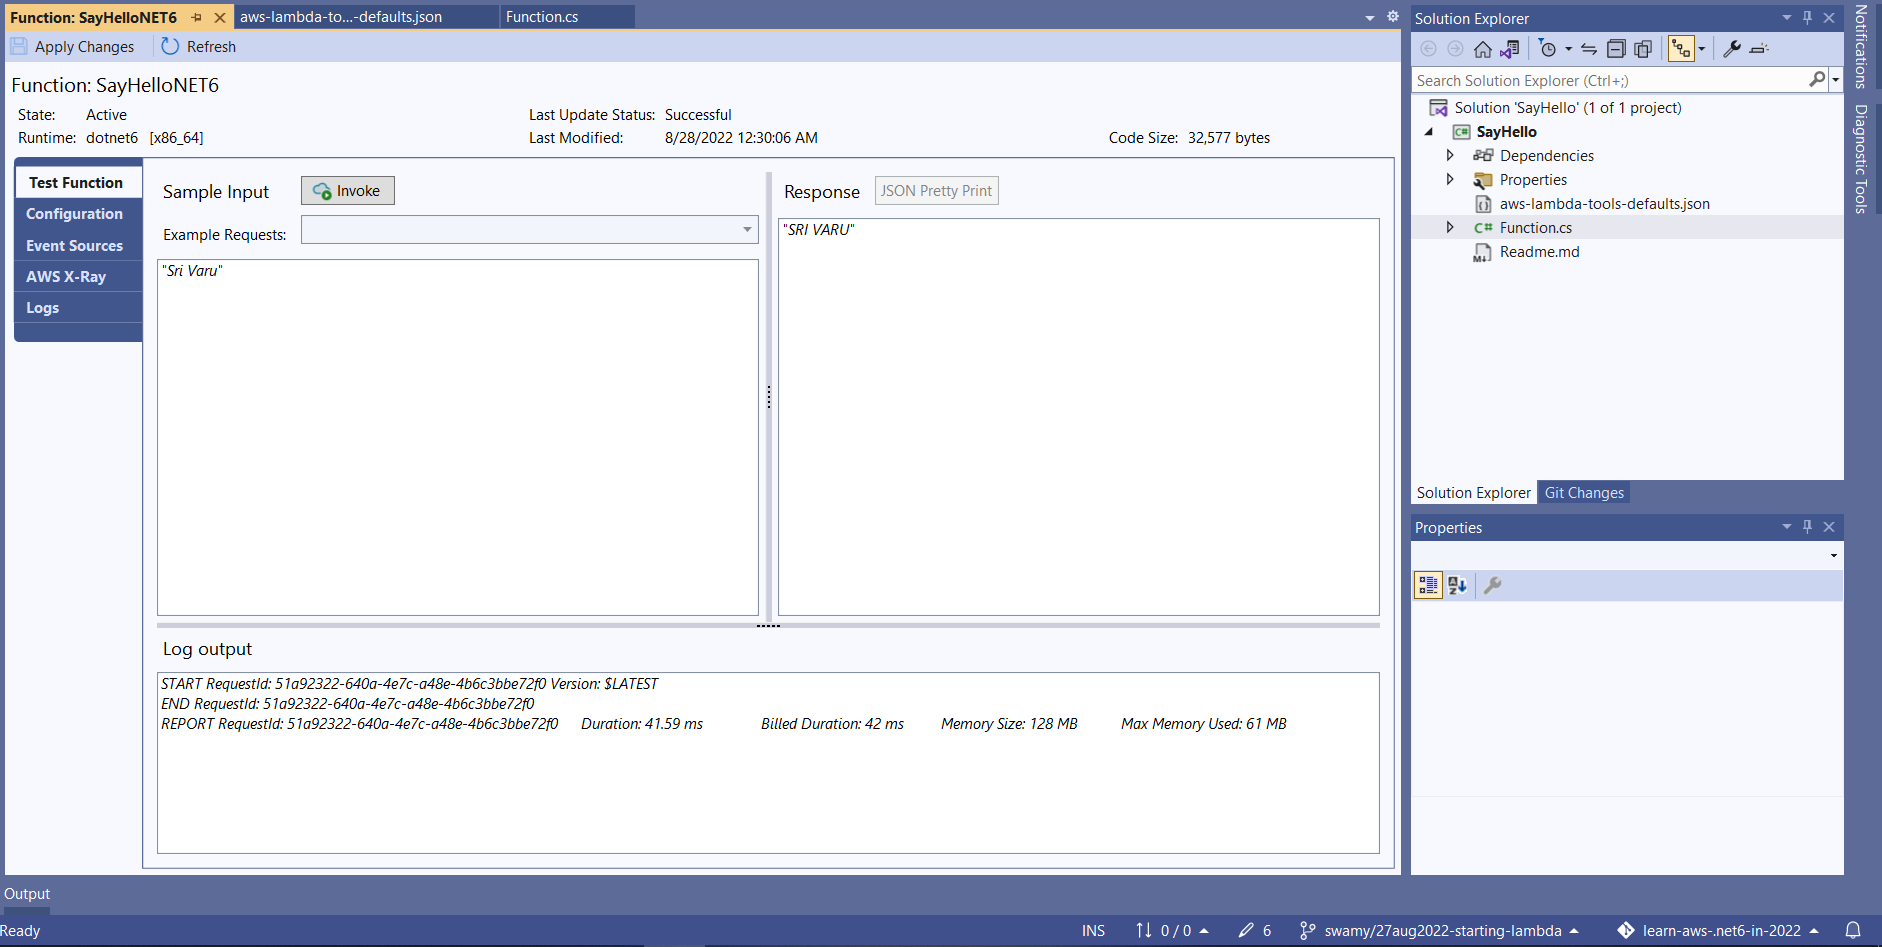 Function: SayHelloNET6
aws-lambda-to...-defaults.json
Function.cs
Apply Changes
Refresh
Function: SayHelloNET6
State: Active
Last Update Status: Successful
Runtime: dotnet6 [x86_64]
Last Modified: 8/28/2022 12:30:06 AM
Code Size: 32,577 bytes
Test Function
Configuration
Event Sources
AWS X-Ray
Logs
Sample Input
Invoke
Example Requests:
"Sri Varu"
Response
JSON Pretty Print
"SRI VARU"
Log output
START RequestId: 51a92322-640a-4e7c-a48e-4b6c3bbe72f0 Version: $LATEST
END RequestId: 51a92322-640a-4e7c-a48e-4b6c3bbe72f0
REPORT RequestId: 51a92322-640a-4e7c-a48e-4b6c3bbe72f0 Duration: 41.59 ms Billed Duration: 42 ms Memory Size: 128 MB Max Memory Used: 61 MB
Solution Explorer
Search Solution Explorer (Ctrl+;)
Solution 'SayHello' (1 of 1 project)
C# SayHello
Dependencies
Properties
aws-lambda-tools-defaults.json
C# Function.cs
Readme.md
Solution Explorer
Git Changes
Properties
Notifications
Diagnostic Tools
Output
Ready
INS
0 / 0
6
swamy/27aug2022-starting-lambda
learn-aws-.net6-in-2022